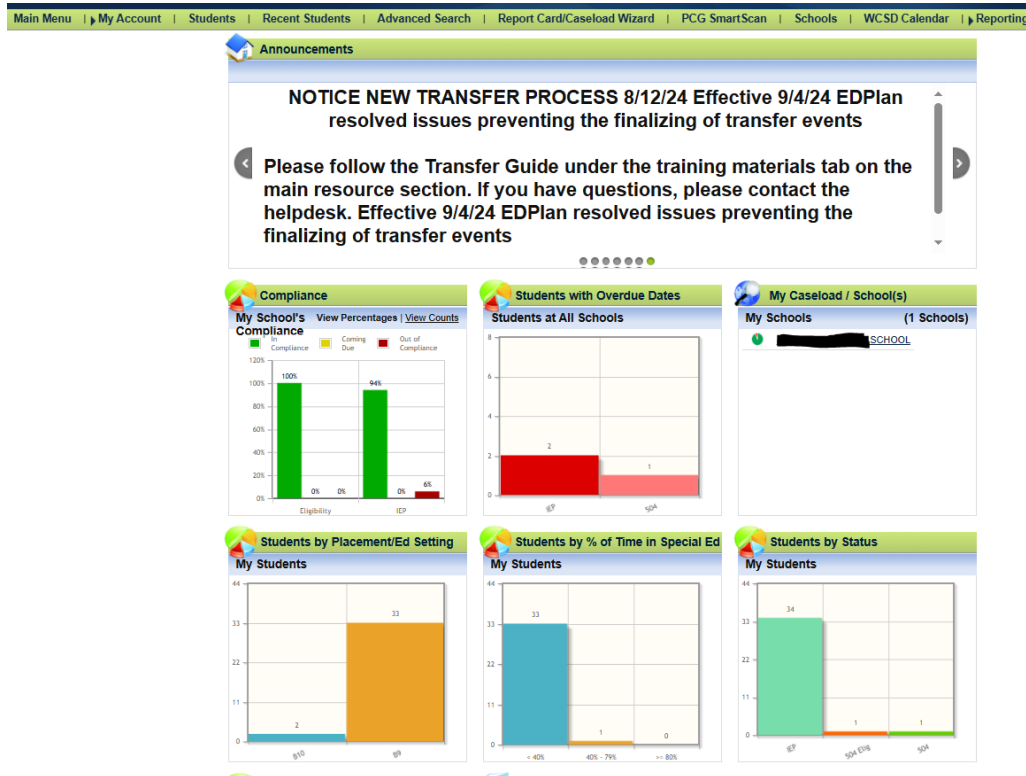 Main Menu | My Account | Students | Recent Students | Advanced Search | Report Card/Caseload Wizard | PCG SmartScan | Schools | WCSD Calendar | Reporting
Announcements
NOTICE NEW TRANSFER PROCESS 8/12/24 Effective 9/4/24 EDPlan
resolved issues preventing the finalizing of transfer events
Please follow the Transfer Guide under the training materials tab on the
main resource section. If you have questions, please contact the
helpdesk. Effective 9/4/24 EDPlan resolved issues preventing the
finalizing of transfer events
Compliance
My School's Compliance
View Percentages | View Counts
In Compliance
Coming Due
Out of Compliance
120%
100%
80%
60%
40%
20%
0%
100%
0%
0%
94%
0%
6%
Eligibility
IEP
Students with Overdue Dates
Students at All Schools
8
6
4
2
0
2
1
IEP
504
My Caseload / School(s)
My Schools (1 Schools)
SCHOOL
Students by Placement/Ed Setting
My Students
44
33
22
11
0
2
33
B10
B9
Students by % of Time in Special Ed
My Students
44
33
22
11
0
33
1
0
< 40%
40% - 79%
>= 80%
Students by Status
My Students
44
33
22
11
0
34
1
1
IEP
504 Elig
504